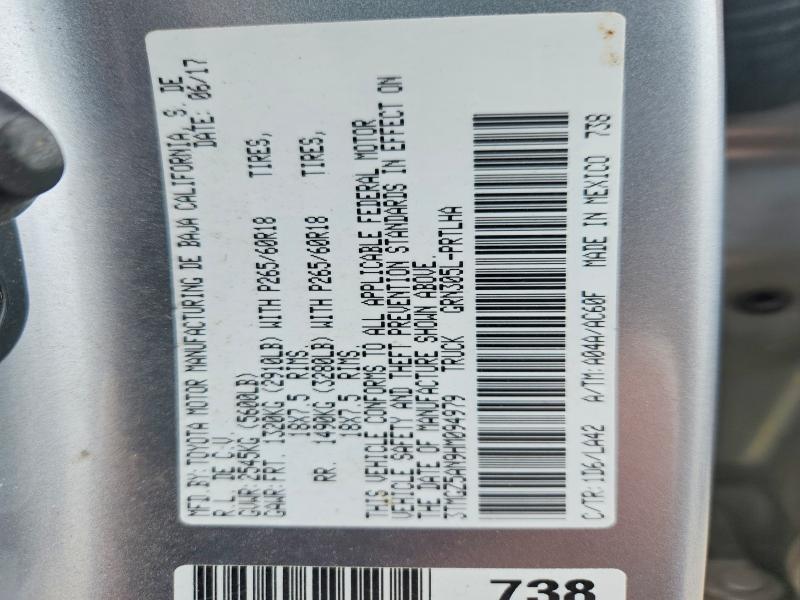 MFD.BY:TOYOTA MOTOR MANUFACTURING DE BAJA CALIFORNIA, S. DE
R.L. DE C.V. DATE: 06/17
GVWR:2545KG (5600LB)
GAWR:FRT. 1320KG (2910LB) WITH P265/60R18 TIRES,
18X7.5 RIMS.
RR. 1490KG (3280LB) WITH P265/60R18 TIRES,
18X7.5 RIMS.
THIS VEHICLE CONFORMS TO ALL APPLICABLE FEDERAL MOTOR
VEHICLE SAFETY AND THEFT PREVENTION STANDARDS IN EFFECT ON
THE DATE OF MANUFACTURE SHOWN ABOVE.
3TMGZ5AN9HM094979 TRUCK GRN305L-PRTLHA
C/TR:1D6/LA42 A/TM:A04A/AC60F MADE IN MEXICO 738
738